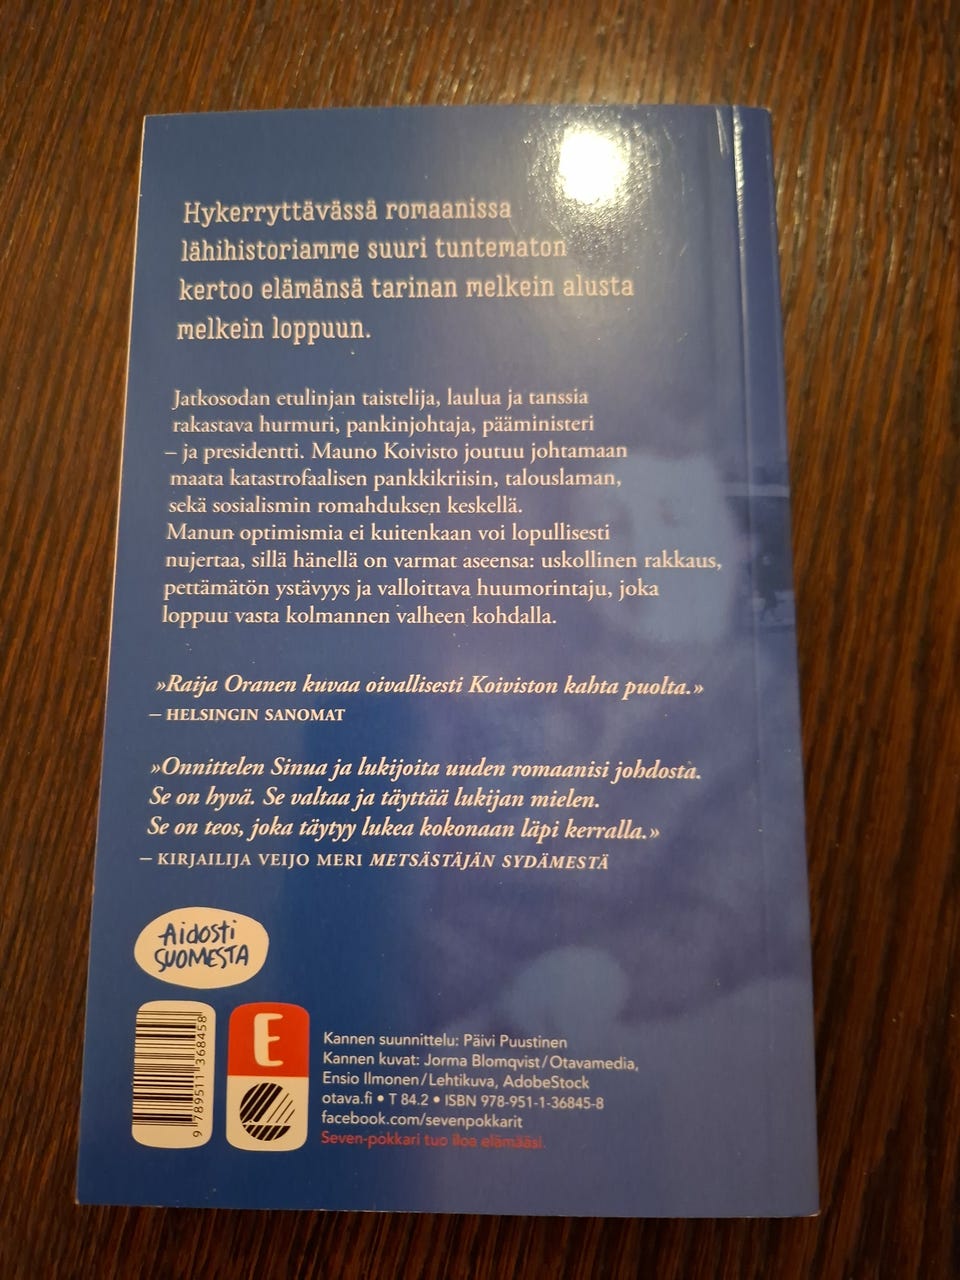 Hykerryttävässä romaanissa
lähihistoriamme suuri tuntematon
kertoo elämänsä tarinan melkein alusta
melkein loppuun.
Jatkosodan etulinjan taistelija, laulua ja tanssia
rakastava hurmuri, pankinjohtaja, pääministeri
– ja presidentti. Mauno Koivisto joutuu johtamaan
maata katastrofaalisen pankkikriisin, talouslaman,
sekä sosialismin romahduksen keskellä.
Manun optimismia ei kuitenkaan voi lopullisesti
nujertaa, sillä hänellä on varmat aseensa: uskollinen rakkaus,
pettämätön ystävyys ja valloittava huumorintaju, joka
loppuu vasta kolmannen valheen kohdalla.
»Raija Oranen kuvaa oivallisesti Koiviston kahta puolta.»
– HELSINGIN SANOMAT
»Onnittelen Sinua ja lukijoita uuden romaanisi johdosta.
Se on hyvä. Se valtaa ja täyttää lukijan mielen.
Se on teos, joka täytyy lukea kokonaan läpi kerralla.»
– KIRJAILIJA VEIJO MERI METSÄSTÄJÄN SYDÄMESTÄ
Aidosti
SUOMESTA
9 789511 368458
E
Kannen suunnittelu: Päivi Puustinen
Kannen kuvat: Jorma Blomqvist / Otavamedia,
Ensio Ilmonen / Lehtikuva, AdobeStock
otava.fi • T 84.2 • ISBN 978-951-1-36845-8
facebook.com/sevenpokkarit
Seven-pokkari tuo iloa elämääsi.